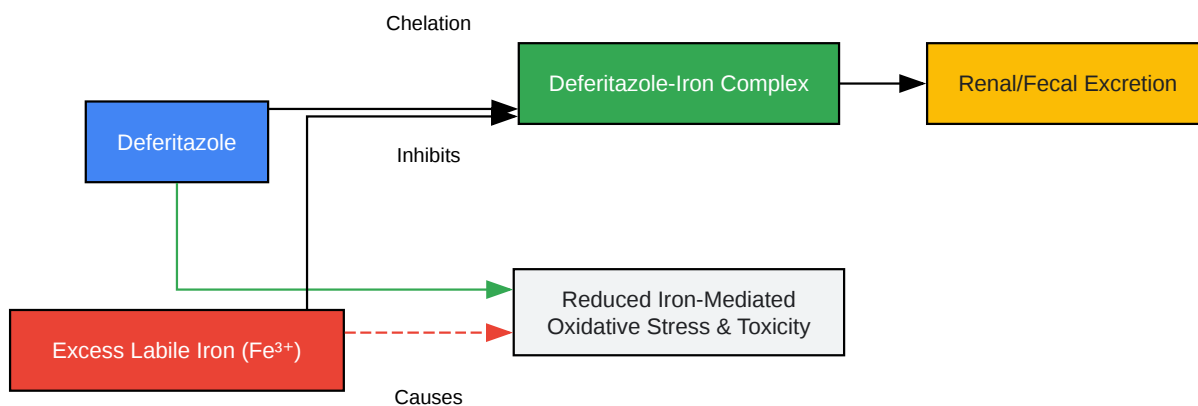 Chelation
Deferitazole-Iron Complex
Renal/Fecal Excretion
Deferitazole
Inhibits
Reduced Iron-Mediated
Oxidative Stress & Toxicity
Excess Labile Iron (Fe³⁺)
Causes